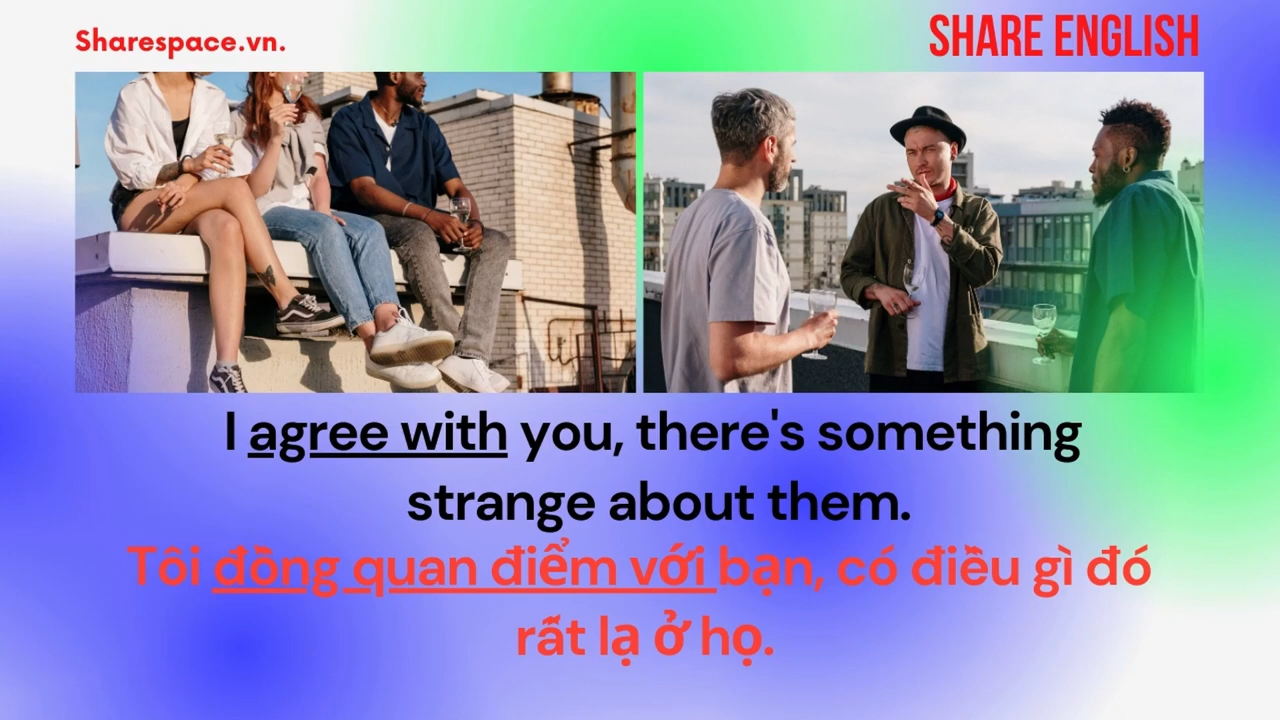 Sharespace.vn.
SHARE ENGLISH
I agree with you, there's something
strange about them.
Tôi đồng quan điểm với bạn, có điều gì đó
rất lạ ở họ.